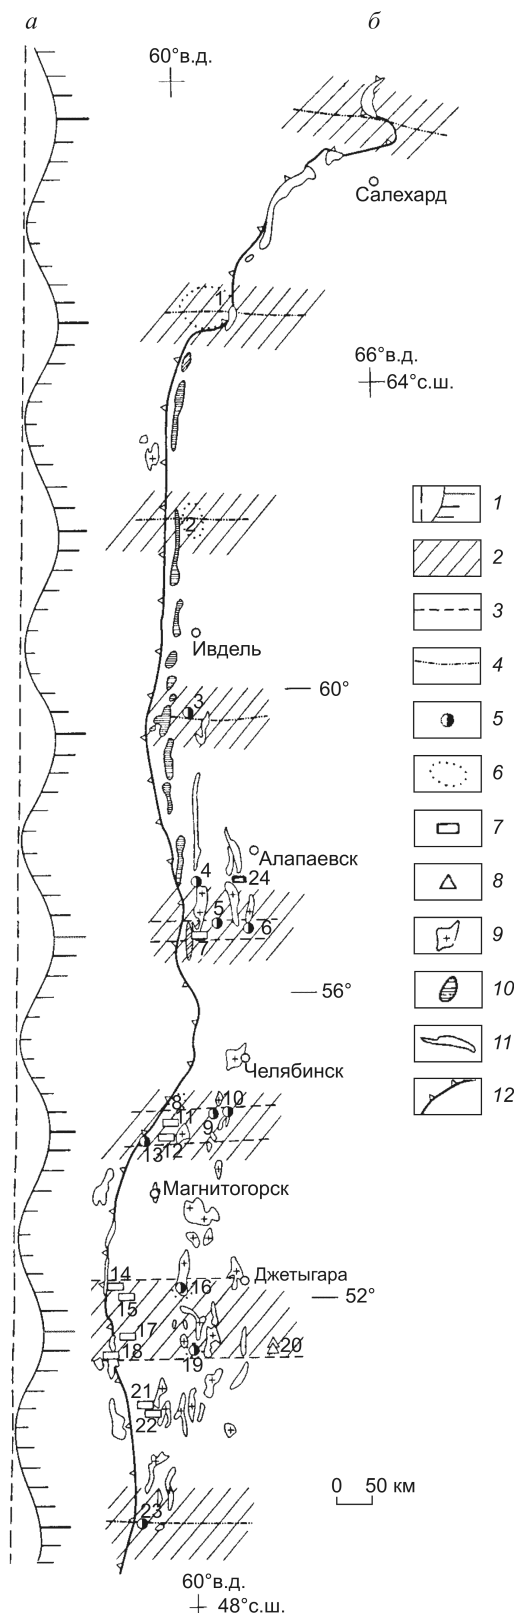 а
б
60°в.д.
Салехард
1
66°в.д.
64°с.ш.
2
Ивдель
60°
3
Алапаевск
4
24
5
6
7
56°
Челябинск
8
10
11
9
12
13
Магнитогорск
14
16
Джетыгара
15
52°
17
18
20
19
21
22
23
0 50 км
60°в.д.
48°с.ш.
1
2
3
4
5
6
7
8
9
10
11
12